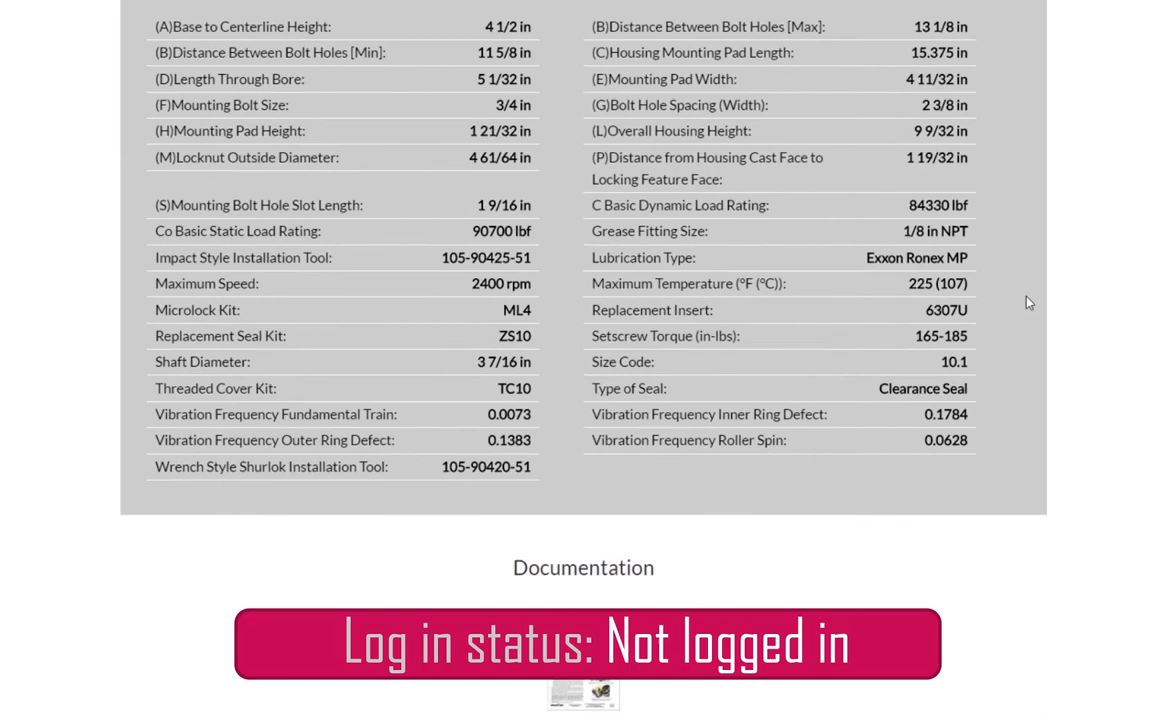 (A)Base to Centerline Height: 4 1/2 in (B)Distance Between Bolt Holes [Max]: 13 1/8 in
(B)Distance Between Bolt Holes [Min]: 11 5/8 in (C)Housing Mounting Pad Length: 15.375 in
(D)Length Through Bore: 5 1/32 in (E)Mounting Pad Width: 4 11/32 in
(F)Mounting Bolt Size: 3/4 in (G)Bolt Hole Spacing (Width): 2 3/8 in
(H)Mounting Pad Height: 1 21/32 in (L)Overall Housing Height: 9 9/32 in
(M)Locknut Outside Diameter: 4 61/64 in (P)Distance from Housing Cast Face to 1 19/32 in
Locking Feature Face:
(S)Mounting Bolt Hole Slot Length: 1 9/16 in C Basic Dynamic Load Rating: 84330 lbf
Co Basic Static Load Rating: 90700 lbf Grease Fitting Size: 1/8 in NPT
Impact Style Installation Tool: 105-90425-51 Lubrication Type: Exxon Ronex MP
Maximum Speed: 2400 rpm Maximum Temperature (°F (°C)): 225 (107)
Microlock Kit: ML4 Replacement Insert: 6307U
Replacement Seal Kit: ZS10 Setscrew Torque (in-lbs): 165-185
Shaft Diameter: 3 7/16 in Size Code: 10.1
Threaded Cover Kit: TC10 Type of Seal: Clearance Seal
Vibration Frequency Fundamental Train: 0.0073 Vibration Frequency Inner Ring Defect: 0.1784
Vibration Frequency Outer Ring Defect: 0.1383 Vibration Frequency Roller Spin: 0.0628
Wrench Style Shurlok Installation Tool: 105-90420-51
Documentation
Log in status: Not logged in